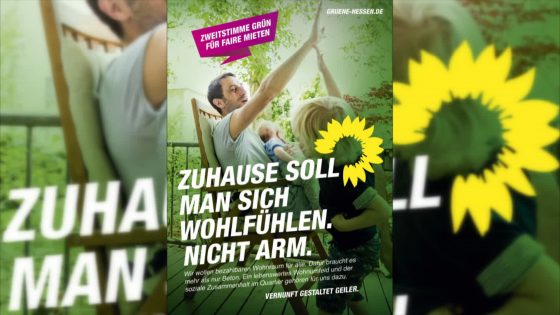 GRUENE-HESSEN.DE
ZWEITSTIMME GRÜN
FÜR FAIRE MIETEN
ZUHAUSE SOLL
MAN SICH
WOHLFÜHLEN.
NICHT ARM.
Wir wollen bezahlbaren Wohnraum für alle. Dafür braucht es
mehr als nur Beton. Ein lebenswertes Wohnumfeld und der
soziale Zusammenhalt im Quartier gehören für uns dazu.
VERNUNFT GESTALTET GEILER.
ZUHA
MAN
LL